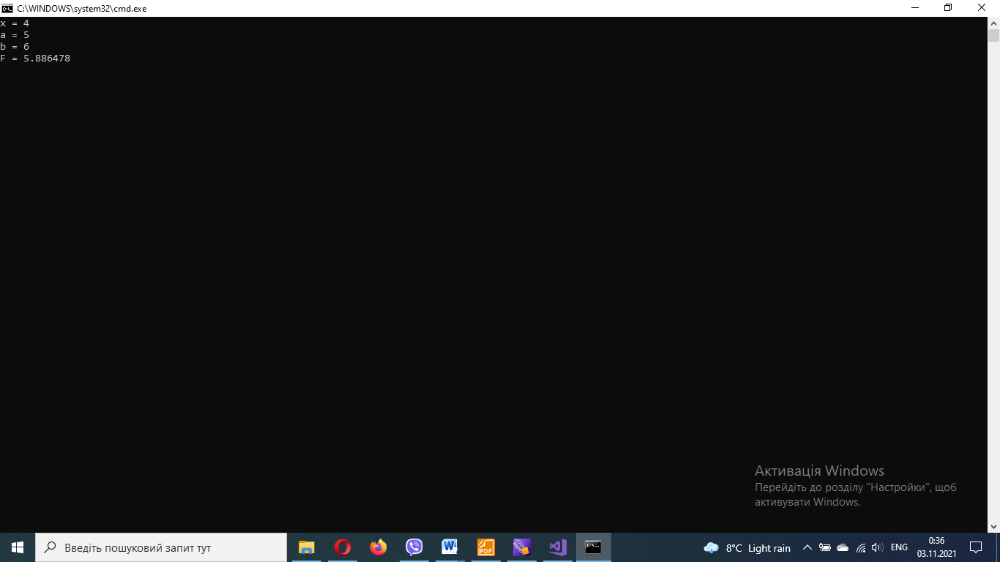 C:\WINDOWS\system32\cmd.exe
x = 4
a = 5
b = 6
F = 5.886478
Активація Windows
Перейдіть до розділу "Настройки", щоб
активувати Windows.
Введіть пошуковий запит тут
8°C Light rain
ENG
0:36
03.11.2021